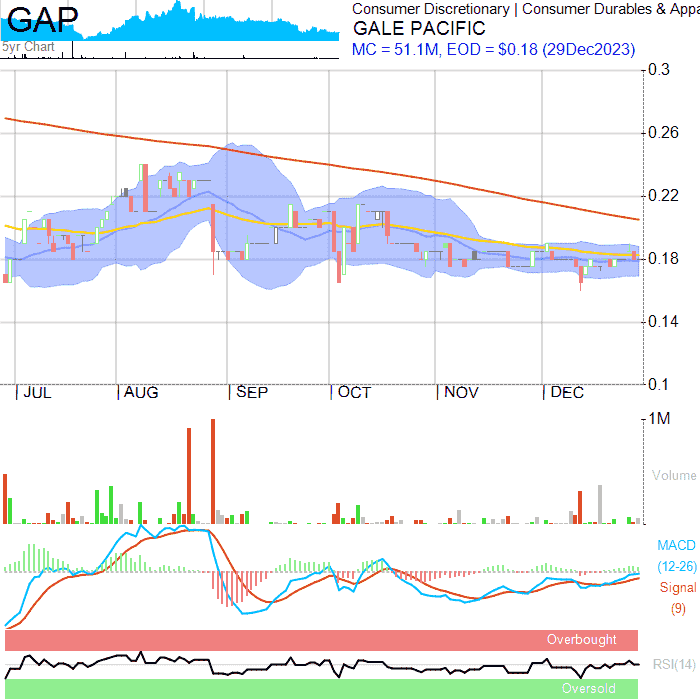 GAP
5yr Chart
Consumer Discretionary | Consumer Durables & Appa
GALE PACIFIC
MC = 51.1M, EOD = $0.18 (29Dec2023)
0.3
0.26
0.22
0.18
0.14
0.1
JUL AUG SEP OCT NOV DEC
1M
Volume
MACD
(12-26)
Signal
(9)
Overbought
RSI(14)
Oversold